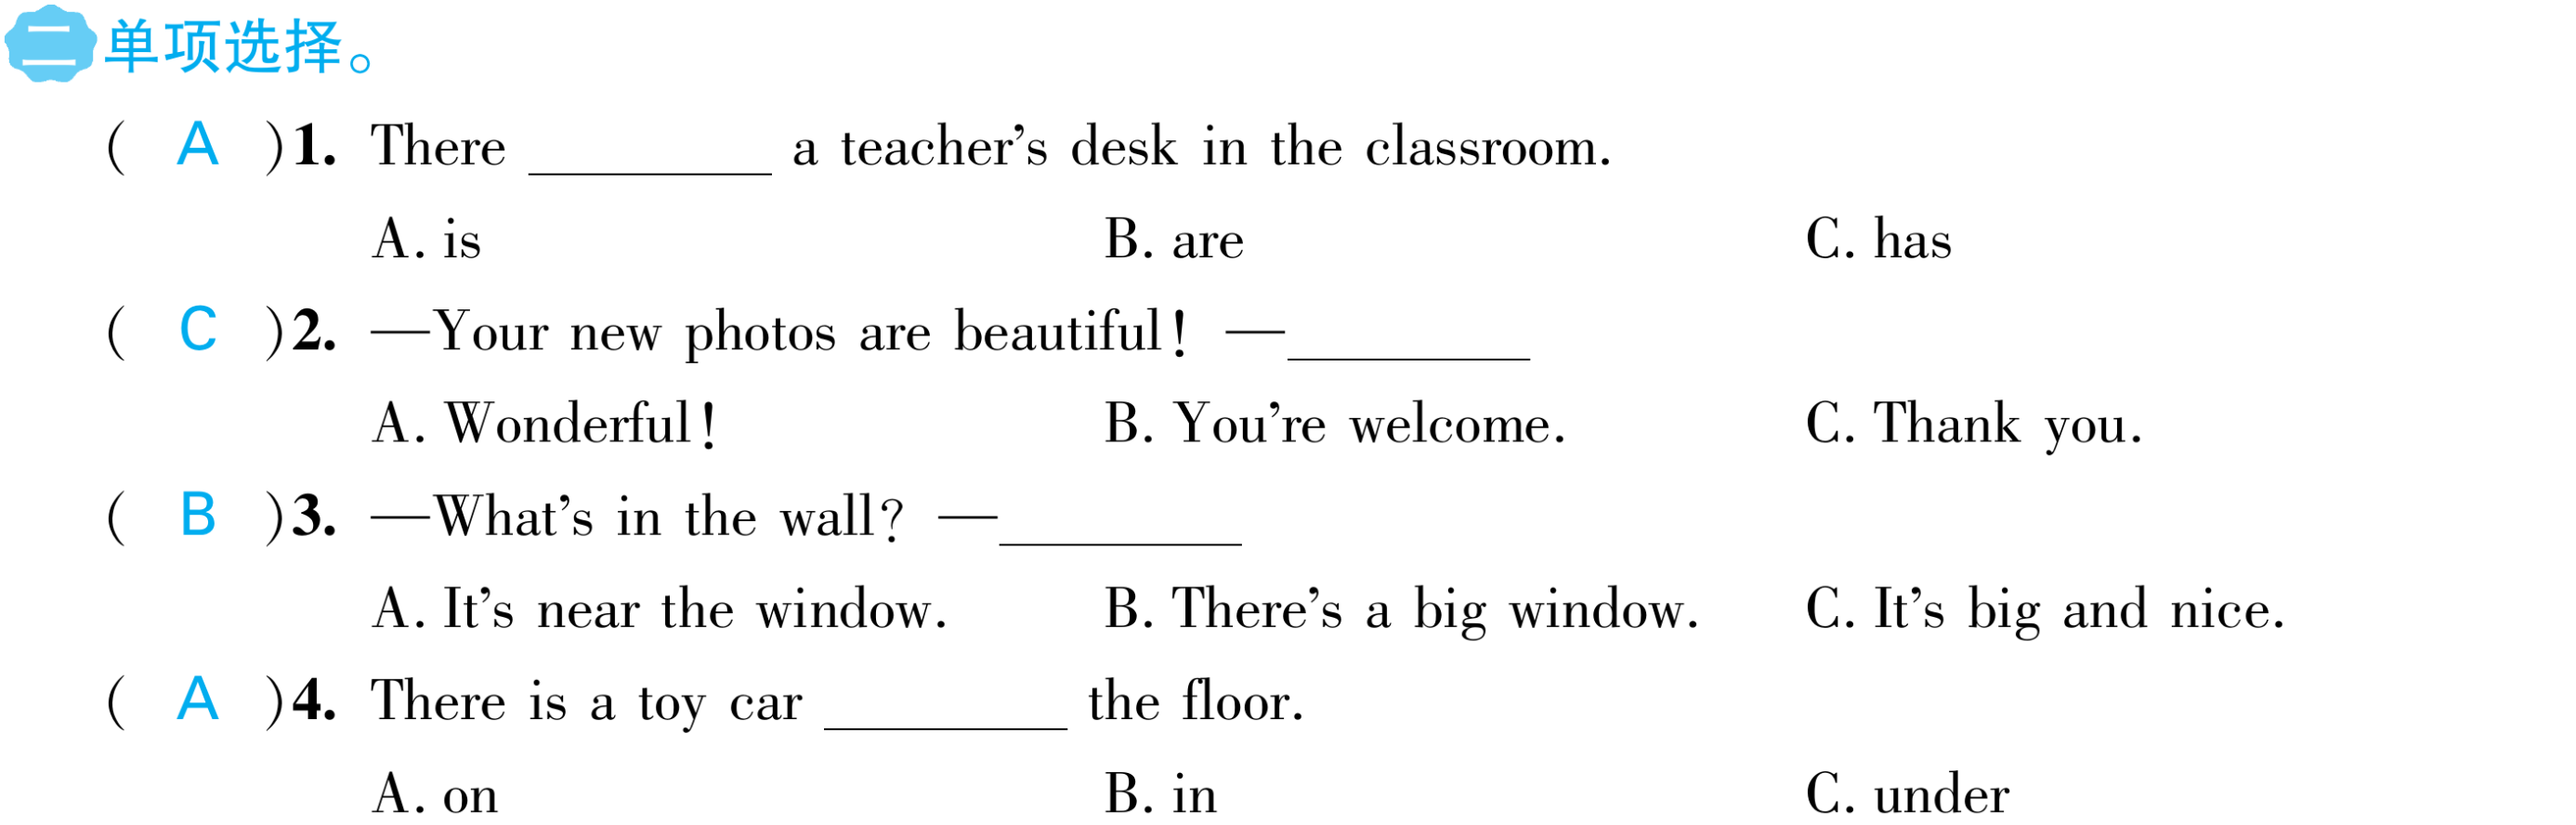 二 单项选择。
( A )1. There ________ a teacher's desk in the classroom.
A. is B. are C. has
( C )2. —Your new photos are beautiful! —________
A. Wonderful! B. You're welcome. C. Thank you.
( B )3. —What's in the wall? —________
A. It's near the window. B. There's a big window. C. It's big and nice.
( A )4. There is a toy car ________ the floor.
A. on B. in C. under